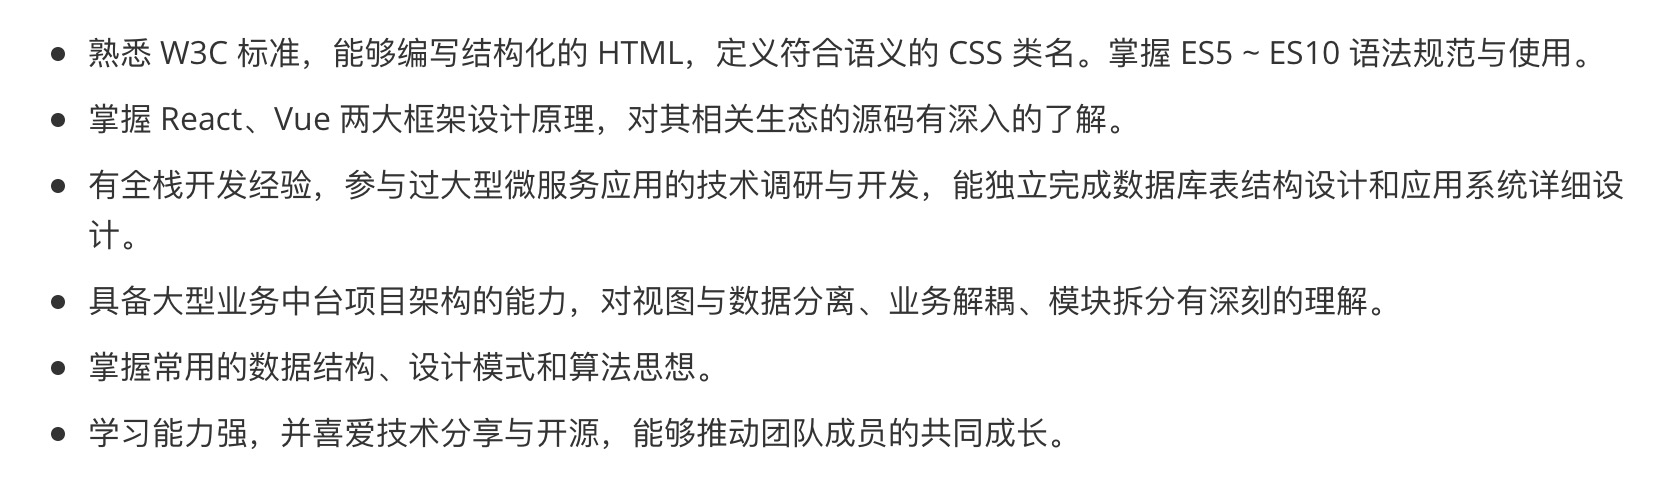 ● 熟悉 W3C 标准，能够编写结构化的 HTML，定义符合语义的 CSS 类名。掌握 ES5 ~ ES10 语法规范与使用。
● 掌握 React、Vue 两大框架设计原理，对其相关生态的源码有深入的了解。
● 有全栈开发经验，参与过大型微服务应用的技术调研与开发，能独立完成数据库表结构设计和应用系统详细设
计。
● 具备大型业务中台项目架构的能力，对视图与数据分离、业务解耦、模块拆分有深刻的理解。
● 掌握常用的数据结构、设计模式和算法思想。
● 学习能力强，并喜爱技术分享与开源，能够推动团队成员的共同成长。